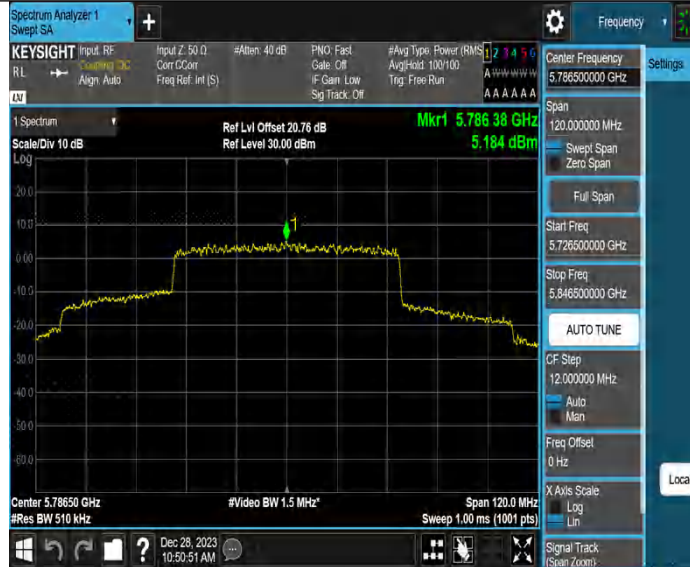 Spectrum Analyzer 1
Swept SA
+
Frequency
KEYSIGHT
RL
Input: RF
Coupling: DC
Align: Auto
Input Z: 50 Ω
Corr CCorr
Freq Ref: Int (S)
#Atten: 40 dB
PNO: Fast
Gate: Off
IF Gain: Low
Sig Track: Off
#Avg Type: Power (RMS
Avg|Hold: 100/100
Trig: Free Run
1 2 3 4 5 6
A W W W W W
A A A A A A
LXI
1 Spectrum
Scale/Div 10 dB
Ref Lvl Offset 20.76 dB
Ref Level 30.00 dBm
Mkr1 5.786 38 GHz
5.184 dBm
Log
20.0
10.0
0.00
-10.0
-20.0
-30.0
-40.0
-50.0
-60.0
1
Center 5.78650 GHz
#Res BW 510 kHz
#Video BW 1.5 MHz*
Span 120.0 MHz
Sweep 1.00 ms (1001 pts)
Dec 28, 2023
10:50:51 AM
?
Center Frequency
5.786500000 GHz
Settings
Span
120.000000 MHz
Swept Span
Zero Span
Full Span
Start Freq
5.726500000 GHz
Stop Freq
5.846500000 GHz
AUTO TUNE
CF Step
12.000000 MHz
Auto
Man
Freq Offset
0 Hz
X Axis Scale
Log
Lin
Local
Signal Track
(Span Zoom)